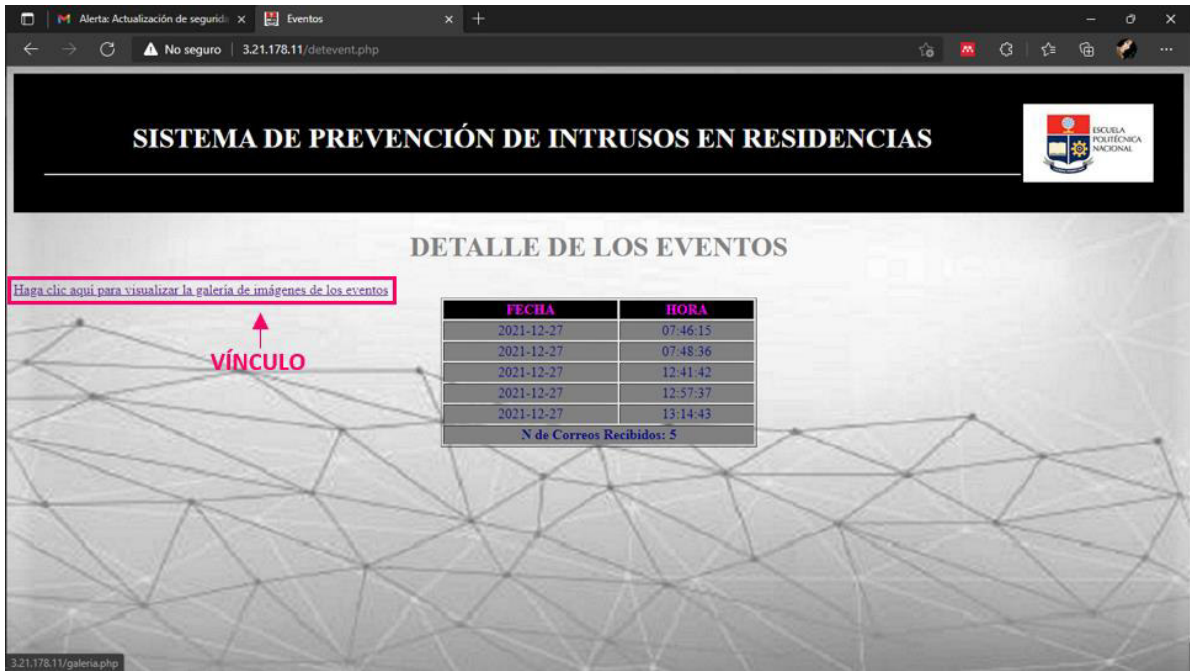 Alerta: Actualización de segurida
Eventos
No seguro
3.21.178.11/detevent.php
SISTEMA DE PREVENCIÓN DE INTRUSOS EN RESIDENCIAS
ESCUELA
POLITÉCNICA
NACIONAL
DETALLE DE LOS EVENTOS
Haga clic aqui para visualizar la galería de imágenes de los eventos
VÍNCULO
FECHA HORA
2021-12-27 07:46:15
2021-12-27 07:48:36
2021-12-27 12:41:42
2021-12-27 12:57:37
2021-12-27 13:14:43
N de Correos Recibidos: 5
3.21.178.11/galeria.php